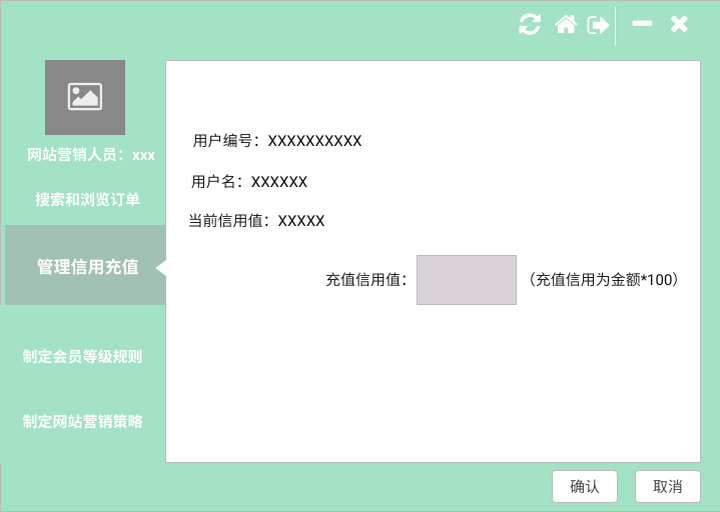 网站营销人员：xxx
搜索和浏览订单
管理信用充值
制定会员等级规则
制定网站营销策略
用户编号：XXXXXXXXXX
用户名：XXXXXX
当前信用值：XXXXX
充值信用值： （充值信用为金额*100）
确认 取消